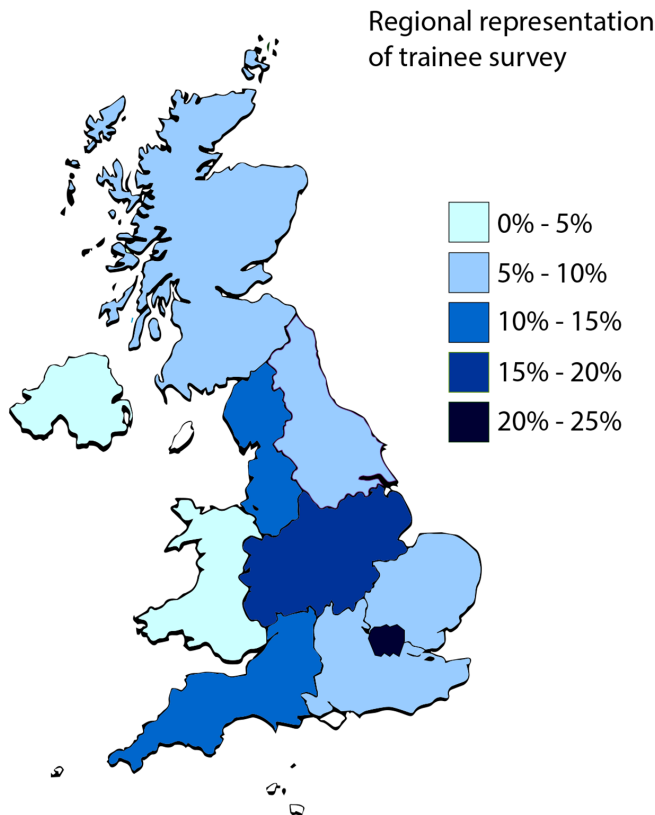 Regional representation
of trainee survey
0% - 5%
5% - 10%
10% - 15%
15% - 20%
20% - 25%